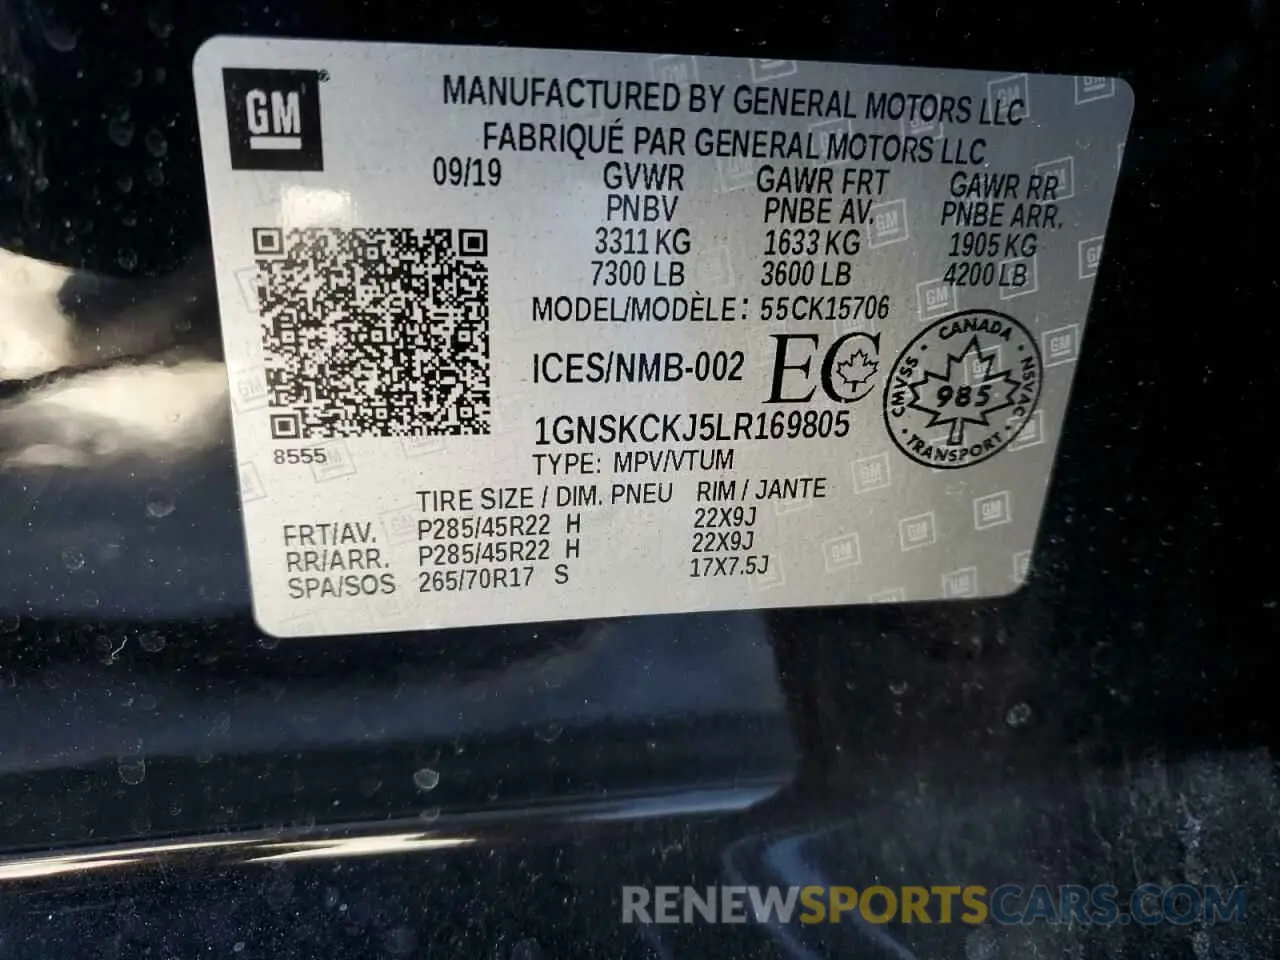 GM®
MANUFACTURED BY GENERAL MOTORS LLC
FABRIQUÉ PAR GENERAL MOTORS LLC
09/19 GVWR GAWR FRT GAWR RR
PNBV PNBE AV. PNBE ARR.
3311 KG 1633 KG 1905 KG
7300 LB 3600 LB 4200 LB
MODEL/MODÈLE: 55CK15706
ICES/NMB-002 EC
CANADA
CMVSS 985 NSVAC
TRANSPORT
1GNSKCKJ5LR169805
8555
TYPE: MPV/VTUM
TIRE SIZE / DIM. PNEU RIM / JANTE
FRT/AV. P285/45R22 H 22X9J
RR/ARR. P285/45R22 H 22X9J
SPA/SOS 265/70R17 S 17X7.5J
RENEWSPORTSCARS.COM